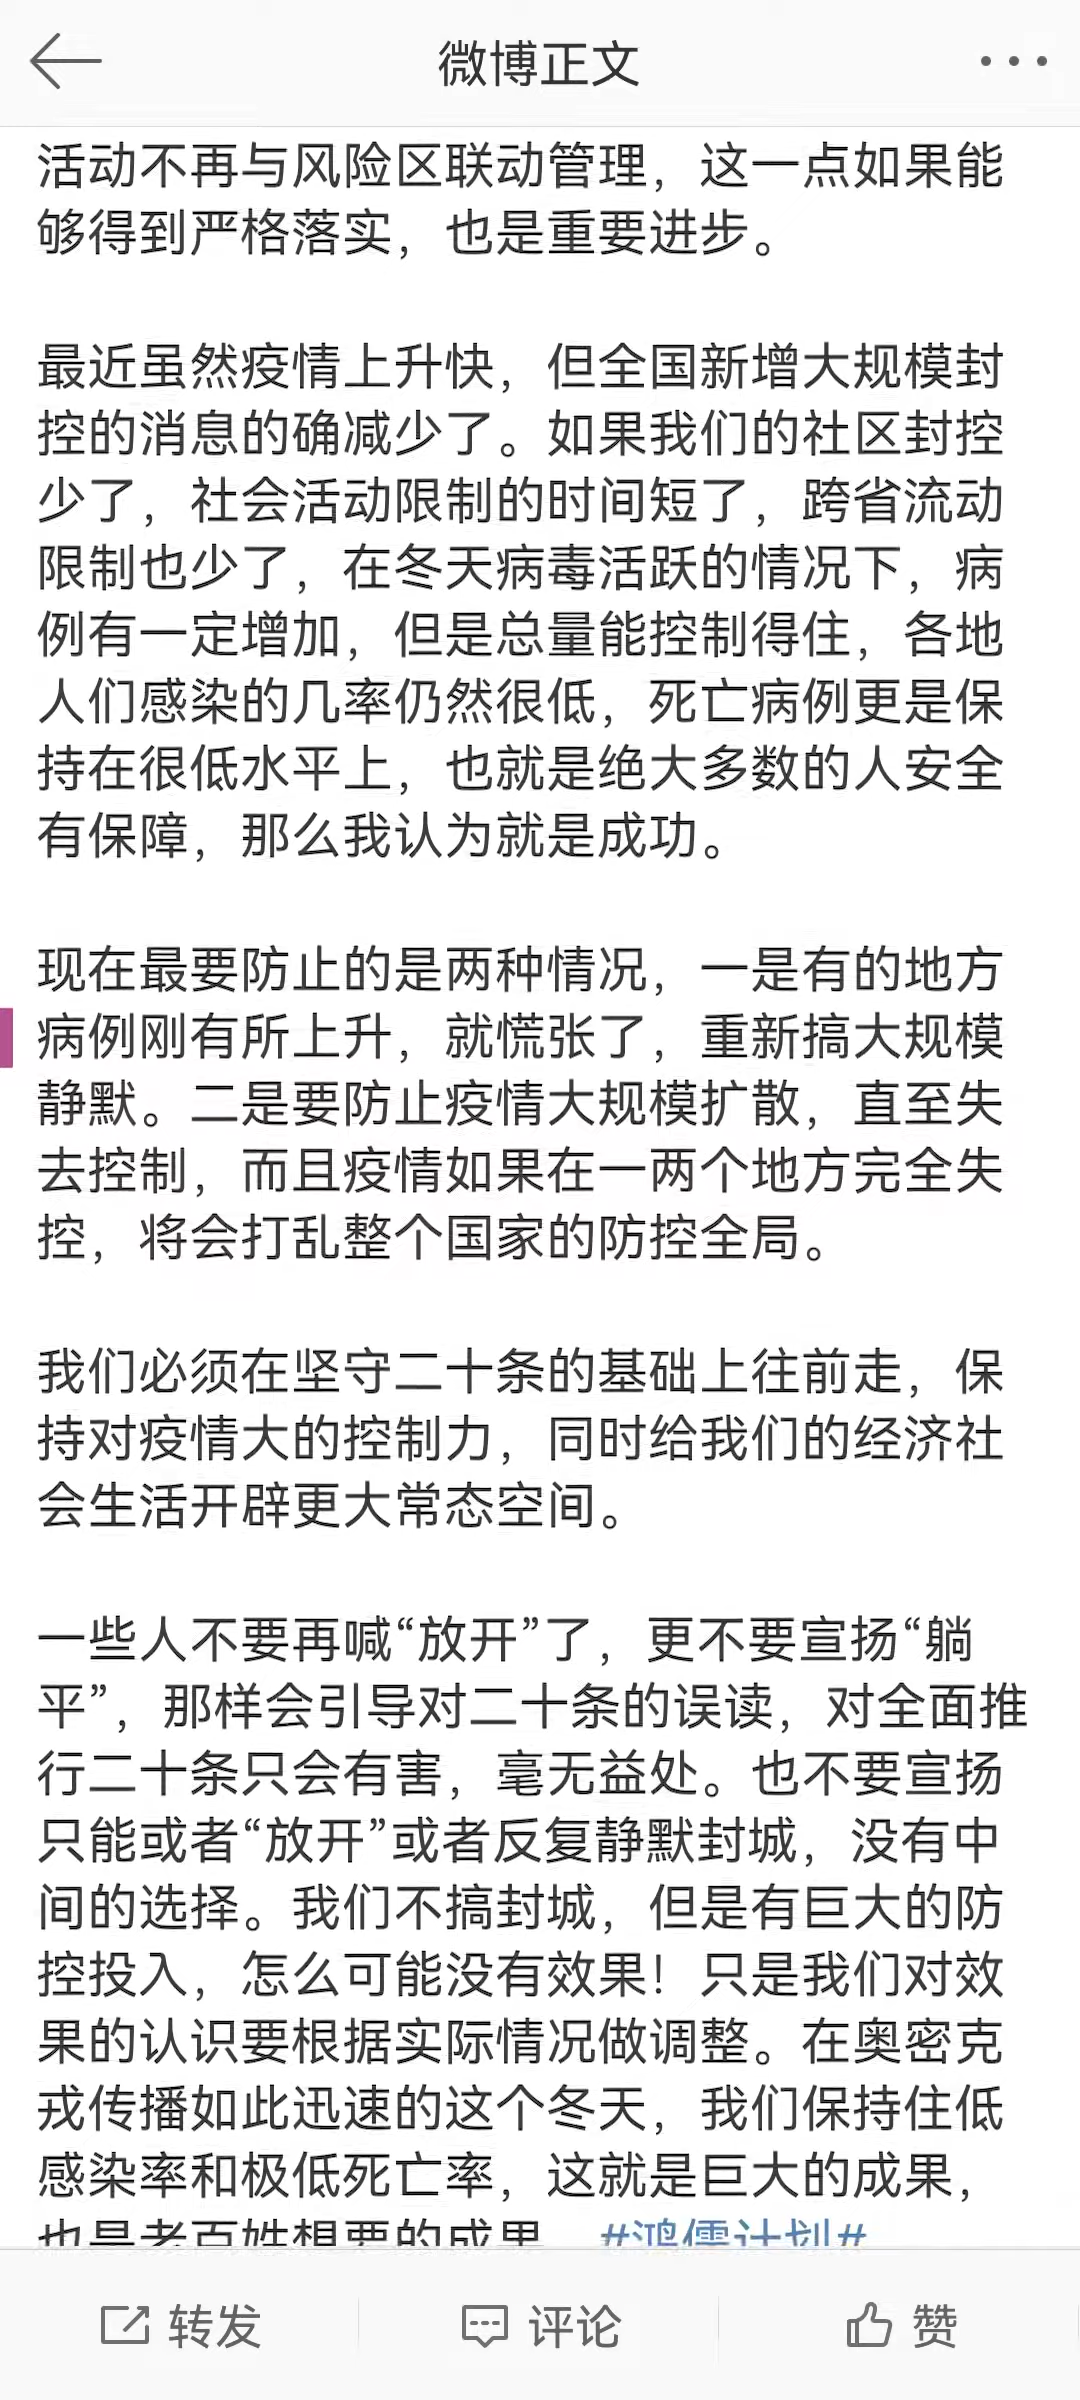 微博正文
活动不再与风险区联动管理，这一点如果能
够得到严格落实，也是重要进步。
最近虽然疫情上升快，但全国新增大规模封
控的消息的确减少了。如果我们的社区封控
少了，社会活动限制的时间短了，跨省流动
限制也少了，在冬天病毒活跃的情况下，病
例有一定增加，但是总量能控制得住，各地
人们感染的几率仍然很低，死亡病例更是保
持在很低水平上，也就是绝大多数的人安全
有保障，那么我认为就是成功。
现在最要防止的是两种情况，一是有的地方
病例刚有所上升，就慌张了，重新搞大规模
静默。二是要防止疫情大规模扩散，直至失
去控制，而且疫情如果在一两个地方完全失
控，将会打乱整个国家的防控全局。
我们必须在坚守二十条的基础上往前走，保
持对疫情大的控制力，同时给我们的经济社
会生活开辟更大常态空间。
一些人不要再喊“放开”了，更不要宣扬“躺
平”，那样会引导对二十条的误读，对全面推
行二十条只会有害，毫无益处。也不要宣扬
只能或者“放开”或者反复静默封城，没有中
间的选择。我们不搞封城，但是有巨大的防
控投入，怎么可能没有效果！只是我们对效
果的认识要根据实际情况做调整。在奥密克
戎传播如此迅速的这个冬天，我们保持住低
感染率和极低死亡率，这就是巨大的成果，
也是老百姓想要的成果 #鸿儒计划#
转发 评论 赞